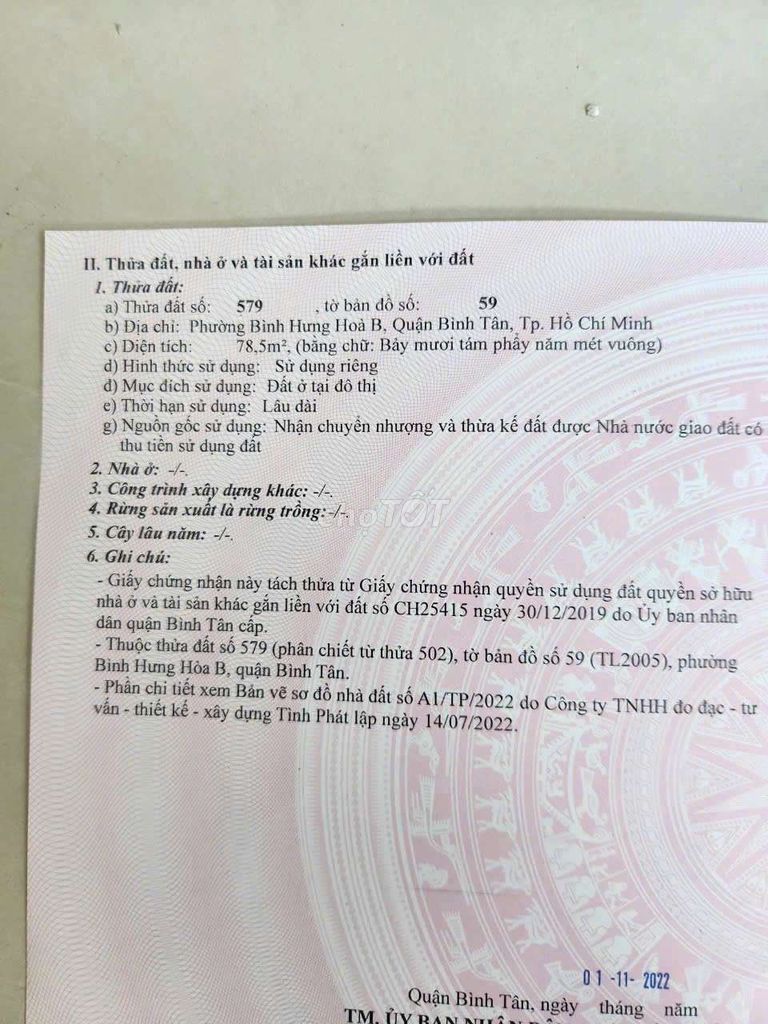 II. Thửa đất, nhà ở và tài sản khác gắn liền với đất
1. Thửa đất:
a) Thửa đất số: 579 , tờ bản đồ số: 59
b) Địa chỉ: Phường Bình Hưng Hoà B, Quận Bình Tân, Tp. Hồ Chí Minh
c) Diện tích: 78,5m², (bằng chữ: Bảy mươi tám phẩy năm mét vuông)
d) Hình thức sử dụng: Sử dụng riêng
đ) Mục đích sử dụng: Đất ở tại đô thị
e) Thời hạn sử dụng: Lâu dài
g) Nguồn gốc sử dụng: Nhận chuyển nhượng và thừa kế đất được Nhà nước giao đất có
thu tiền sử dụng đất
2. Nhà ở: -/-.
3. Công trình xây dựng khác: -/-.
4. Rừng sản xuất là rừng trồng: -/-.
chợTỐT
5. Cây lâu năm: -/-.
6. Ghi chú:
- Giấy chứng nhận này tách thửa từ Giấy chứng nhận quyền sử dụng đất quyền sở hữu
nhà ở và tài sản khác gắn liền với đất số CH25415 ngày 30/12/2019 do Ủy ban nhân
dân quận Bình Tân cấp.
- Thuộc thửa đất số 579 (phân chiết từ thửa 502), tờ bản đồ số 59 (TL2005), phường
Bình Hưng Hòa B, quận Bình Tân.
- Phần chi tiết xem Bản vẽ sơ đồ nhà đất số A1/TP/2022 do Công ty TNHH đo đạc - tư
vấn - thiết kế - xây dựng Tình Phát lập ngày 14/07/2022.
01 -11- 2022
Quận Bình Tân, ngày tháng năm
TM. ỦY BAN NHÂN